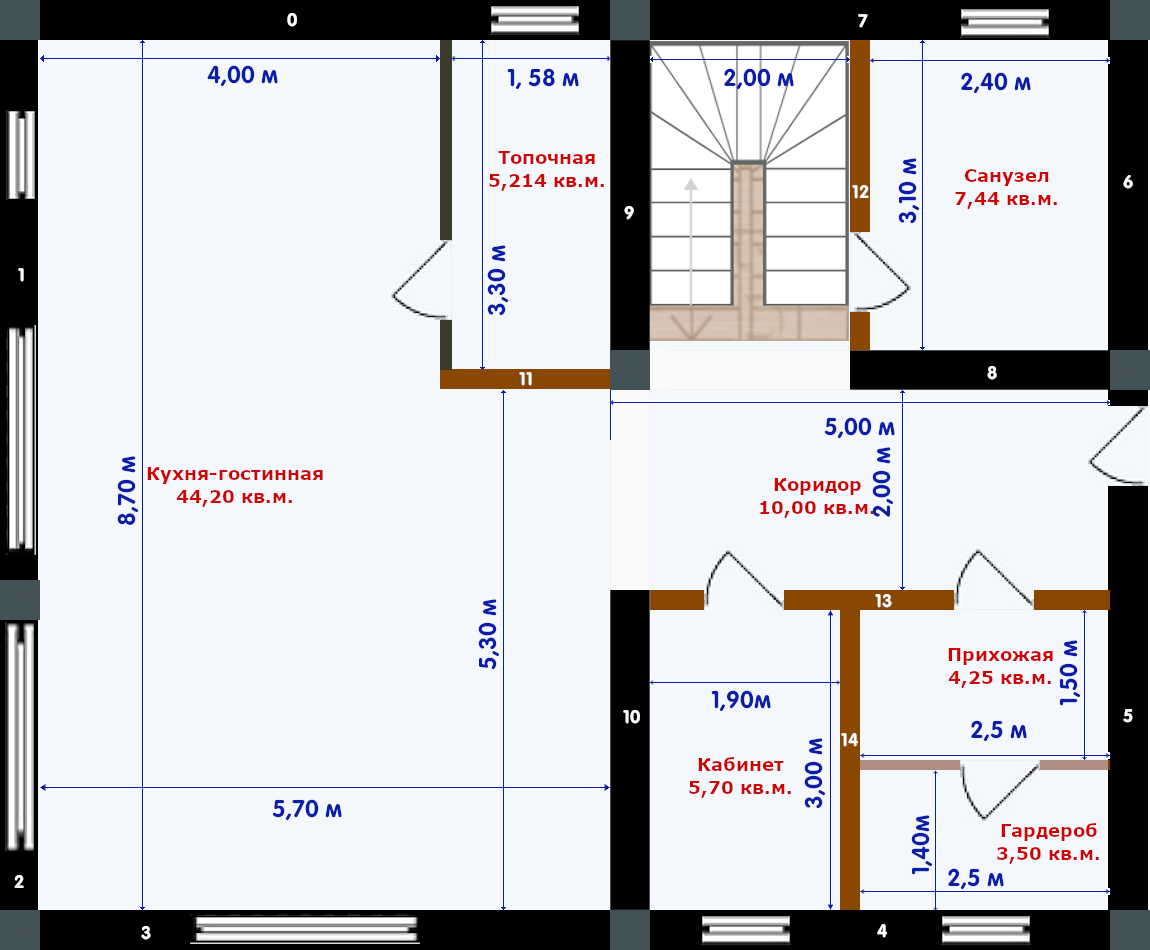 0
7
4,00 м
1, 58 м
2,00 м
2,40 м
Топочная
5,214 кв.м.
3,10 м
Санузел
7,44 кв.м.
6
12
9
1
3,30 м
11
8
5,00 м
Кухня-гостинная
44,20 кв.м.
8,70 м
Коридор
10,00 кв.м.
2,00 м
13
5,30 м
Прихожая
4,25 кв.м.
1,50 м
1,90м
10
5
2,5 м
14
Кабинет
5,70 кв.м.
3,00 м
5,70 м
Гардероб
3,50 кв.м.
1,40м
2,5 м
2
3
4